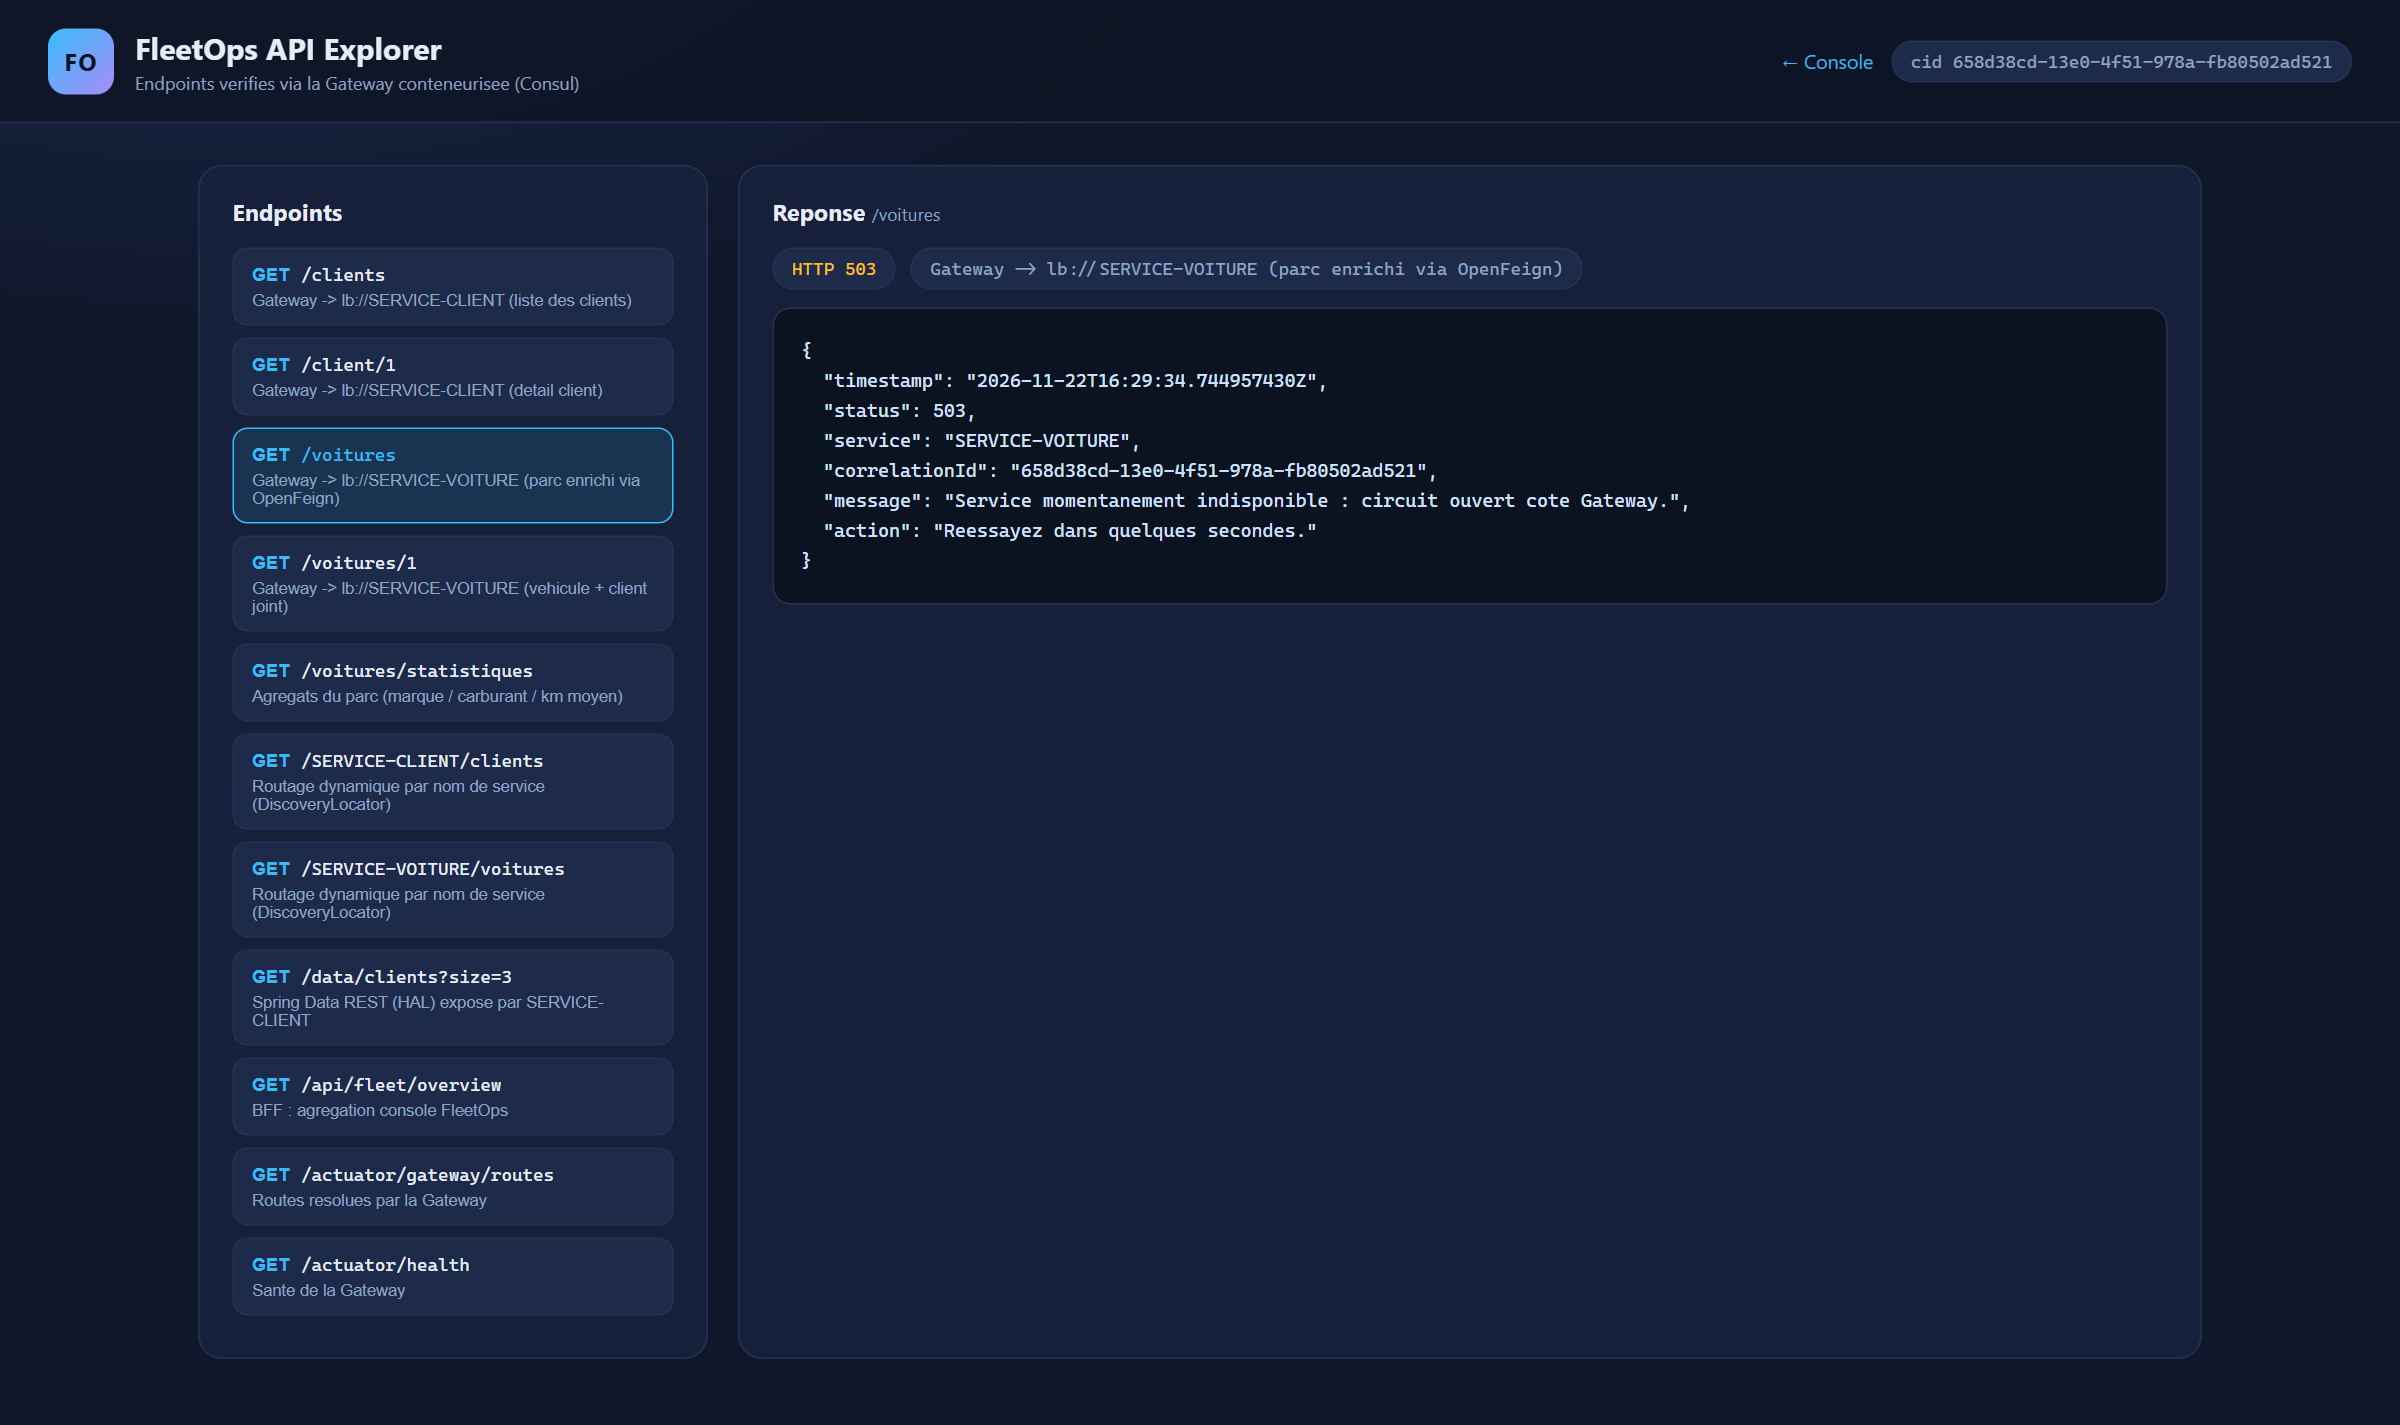 FO
FleetOps API Explorer
Endpoints verifies via la Gateway conteneurisee (Consul)
← Console
cid 658d38cd-13e0-4f51-978a-fb80502ad521
Endpoints
GET /clients
Gateway -> lb://SERVICE-CLIENT (liste des clients)
GET /client/1
Gateway -> lb://SERVICE-CLIENT (detail client)
GET /voitures
Gateway -> lb://SERVICE-VOITURE (parc enrichi via
OpenFeign)
GET /voitures/1
Gateway -> lb://SERVICE-VOITURE (vehicule + client
joint)
GET /voitures/statistiques
Agregats du parc (marque / carburant / km moyen)
GET /SERVICE-CLIENT/clients
Routage dynamique par nom de service
(DiscoveryLocator)
GET /SERVICE-VOITURE/voitures
Routage dynamique par nom de service
(DiscoveryLocator)
GET /data/clients?size=3
Spring Data REST (HAL) expose par SERVICE-
CLIENT
GET /api/fleet/overview
BFF : agregation console FleetOps
GET /actuator/gateway/routes
Routes resolues par la Gateway
GET /actuator/health
Sante de la Gateway
Reponse /voitures
HTTP 503
Gateway -> lb://SERVICE-VOITURE (parc enrichi via OpenFeign)
{
"timestamp": "2026-11-22T16:29:34.744957430Z",
"status": 503,
"service": "SERVICE-VOITURE",
"correlationId": "658d38cd-13e0-4f51-978a-fb80502ad521",
"message": "Service momentanement indisponible : circuit ouvert cote Gateway.",
"action": "Reessayez dans quelques secondes."
}